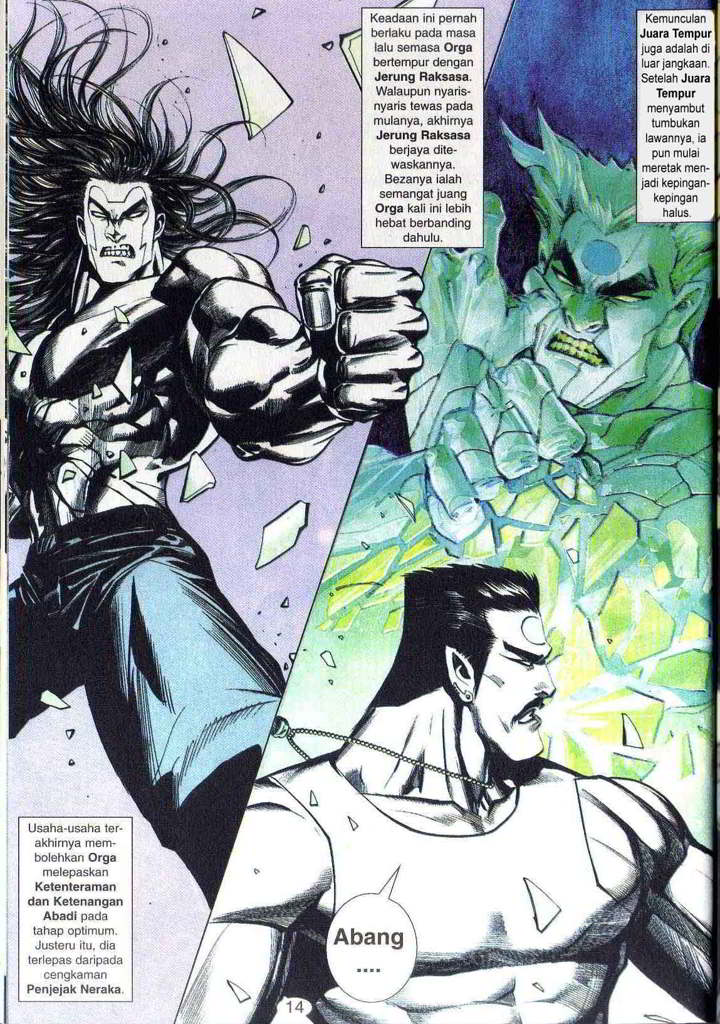 Keadaan ini pernah
berlaku pada masa
lalu semasa Orga
bertempur dengan
Jerung Raksasa.
Walaupun nyaris-
nyaris tewas pada
mulanya, akhirnya
Jerung Raksasa
berjaya dite-
waskannya.
Bezanya ialah
semangat juang
Orga kali ini lebih
hebat berbanding
dahulu.
Kemunculan
Juara Tempur
juga adalah di
luar jangkaan.
Setelah Juara
Tempur
menyambut
tumbukan
lawannya, ia
pun mulai
meretak men-
jadi kepingan-
kepingan
halus.
Usaha-usaha ter-
akhirnya mem-
bolehkan Orga
melepaskan
Ketenteraman
dan Ketenangan
Abadi pada
tahap optimum.
Justeru itu, dia
terlepas daripada
cengkaman
Penjejak Neraka.
Abang
....
14